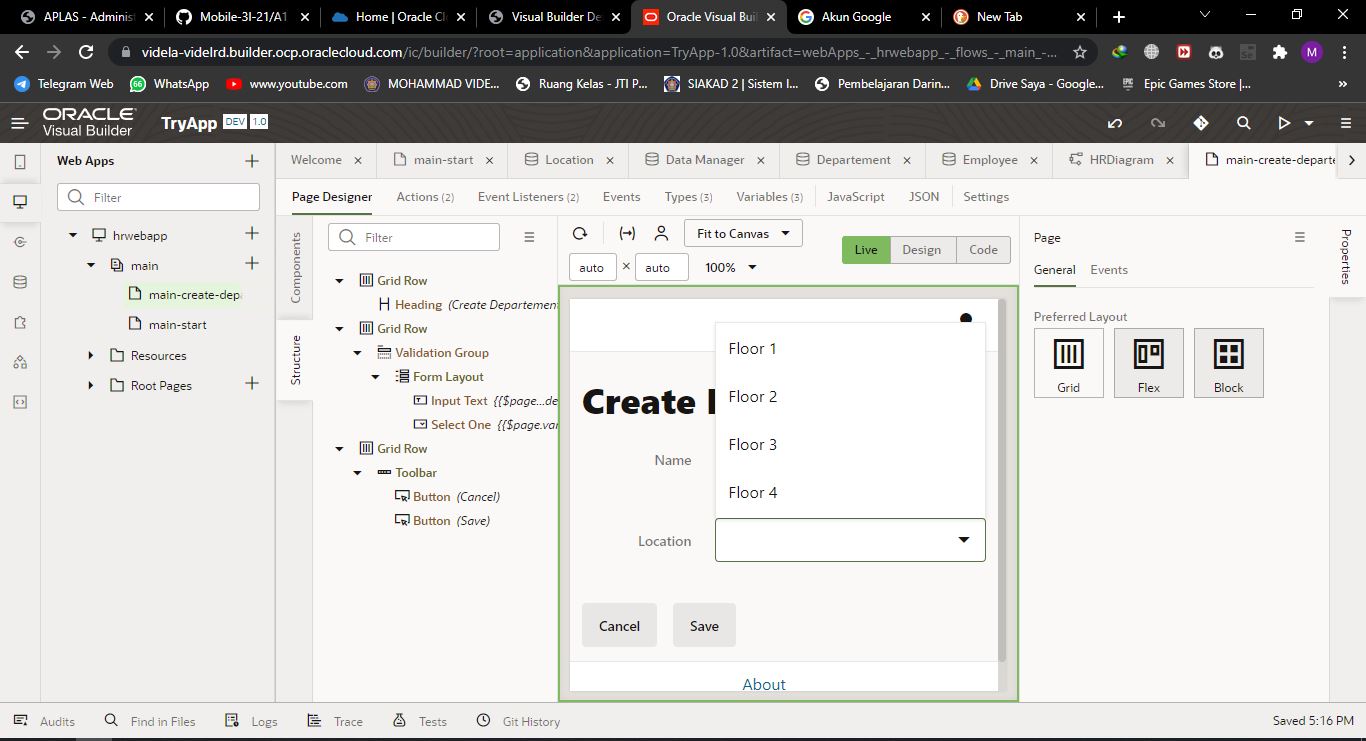 APLAS - Adminis
Mobile-3I-21/A1
Home | Oracle Cl
Visual Builder De
Oracle Visual Buil
Akun Google
New Tab
videla-videlrd.builder.ocp.oraclecloud.com/ic/builder/?root=application&application=TryApp-1.0&artifact=webApps_-_hrwebapp_-_flows_-_main_-...
M
Telegram Web
66
WhatsApp
www.youtube.com
MOHAMMAD VIDE...
Ruang Kelas - JTI P...
SIAKAD 2 | Sistem I...
Pembelajaran Darin...
Drive Saya - Google...
Epic Games Store |...
ORACLE
Visual Builder
TryApp
DEV
1.0
Web Apps
Filter
hrwebapp
main
main-create-depa
main-start
Resources
Root Pages
Welcome
main-start
Location
Data Manager
Departement
Employee
HRDiagram
main-create-departe
Page Designer
Actions (2)
Event Listeners (2)
Events
Types (3)
Variables (3)
JavaScript
JSON
Settings
Components
Structure
Filter
Grid Row
Heading (Create Departement
Grid Row
Validation Group
Form Layout
Input Text {{$page...de
Select One {{$page.var
Grid Row
Toolbar
Button (Cancel)
Button (Save)
Fit to Canvas
auto
×
auto
100%
Live
Design
Code
Floor 1
Floor 2
Create
Floor 3
Name
Floor 4
Location
Cancel
Save
About
Page
General
Events
Preferred Layout
Grid
Flex
Block
Properties
Audits
Find in Files
Logs
Trace
Tests
Git History
Saved 5:16 PM